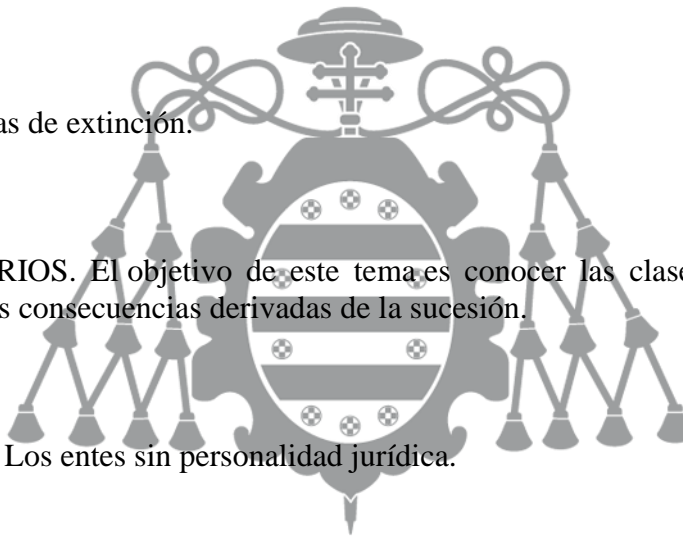 as de extinción.
RIOS. El objetivo de este tema es conocer las clase
s consecuencias derivadas de la sucesión.
Los entes sin personalidad jurídica.